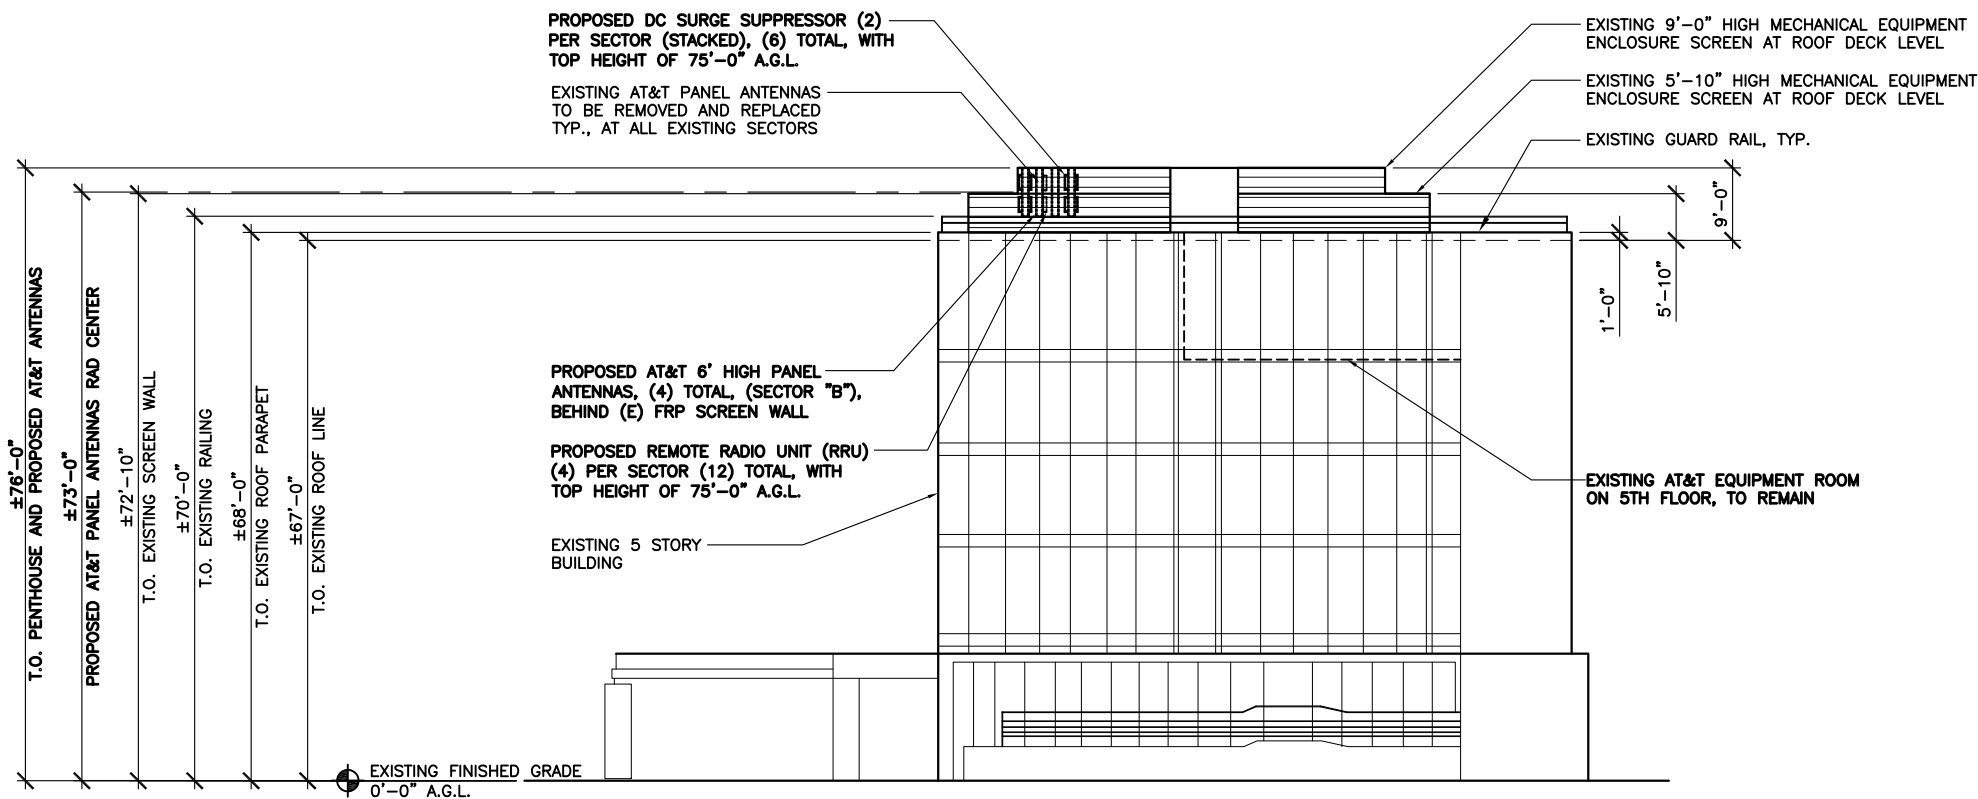 PROPOSED DC SURGE SUPPRESSOR (2)
PER SECTOR (STACKED), (6) TOTAL, WITH
TOP HEIGHT OF 75'-0" A.G.L.
EXISTING AT&T PANEL ANTENNAS
TO BE REMOVED AND REPLACED
TYP., AT ALL EXISTING SECTORS
EXISTING 9'-0" HIGH MECHANICAL EQUIPMENT
ENCLOSURE SCREEN AT ROOF DECK LEVEL
EXISTING 5'-10" HIGH MECHANICAL EQUIPMENT
ENCLOSURE SCREEN AT ROOF DECK LEVEL
EXISTING GUARD RAIL, TYP.
±76'-0"
T.O. PENTHOUSE AND PROPOSED AT&T ANTENNAS
±73'-0"
PROPOSED AT&T PANEL ANTENNAS RAD CENTER
±72'-10"
T.O. EXISTING SCREEN WALL
±70'-0"
T.O. EXISTING RAILING
±68'-0"
T.O. EXISTING ROOF PARAPET
±67'-0"
T.O. EXISTING ROOF LINE
1'-0"
5'-10"
9'-0"
PROPOSED AT&T 6' HIGH PANEL
ANTENNAS, (4) TOTAL, (SECTOR "B"),
BEHIND (E) FRP SCREEN WALL
PROPOSED REMOTE RADIO UNIT (RRU)
(4) PER SECTOR (12) TOTAL, WITH
TOP HEIGHT OF 75'-0" A.G.L.
EXISTING 5 STORY
BUILDING
EXISTING AT&T EQUIPMENT ROOM
ON 5TH FLOOR, TO REMAIN
EXISTING FINISHED GRADE
0'-0" A.G.L.